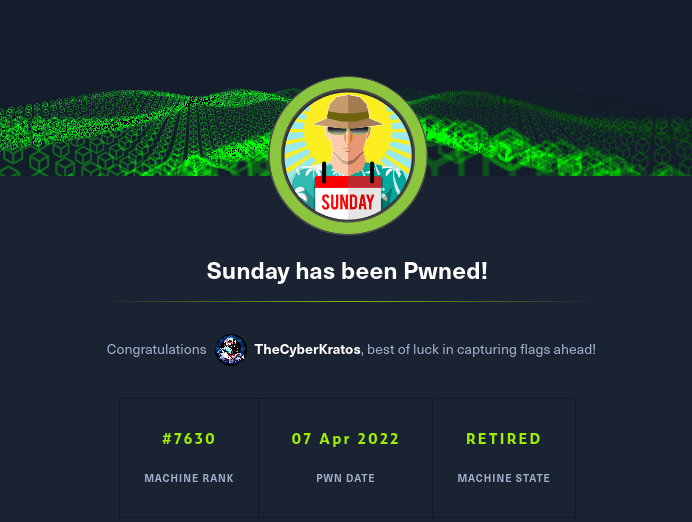 SUNDAY
Sunday has been Pwned!
Congratulations TheCyberKratos, best of luck in capturing flags ahead!
#7630 07 Apr 2022 RETIRED
MACHINE RANK PWN DATE MACHINE STATE